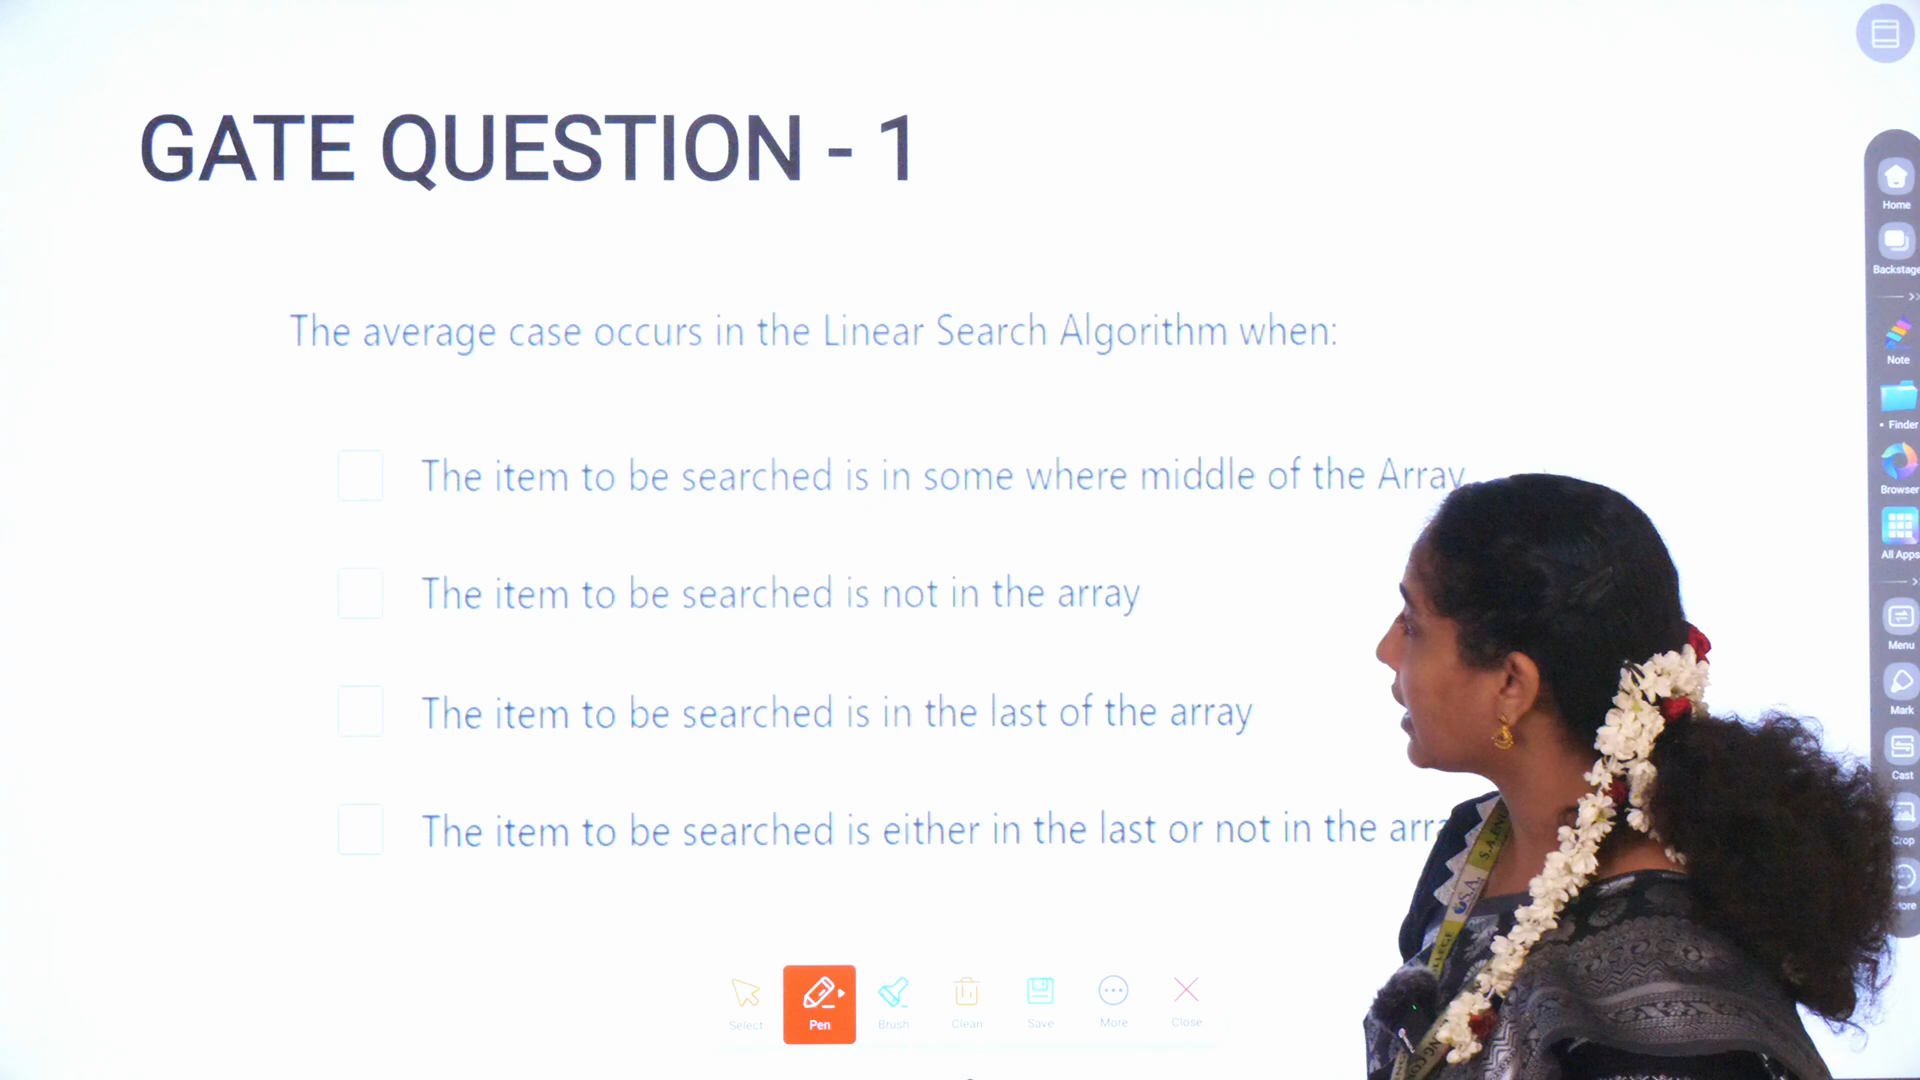 GATE QUESTION - 1
The average case occurs in the Linear Search Algorithm when:
The item to be searched is in some where middle of the Array
The item to be searched is not in the array
The item to be searched is in the last of the array
The item to be searched is either in the last or not in the
Select
Pen
Brush
Clean
Save
More
Close
Home
Backstage
Note
Finder
Browser
All Apps
Menu
Mark
Cast
Crop
S.A.